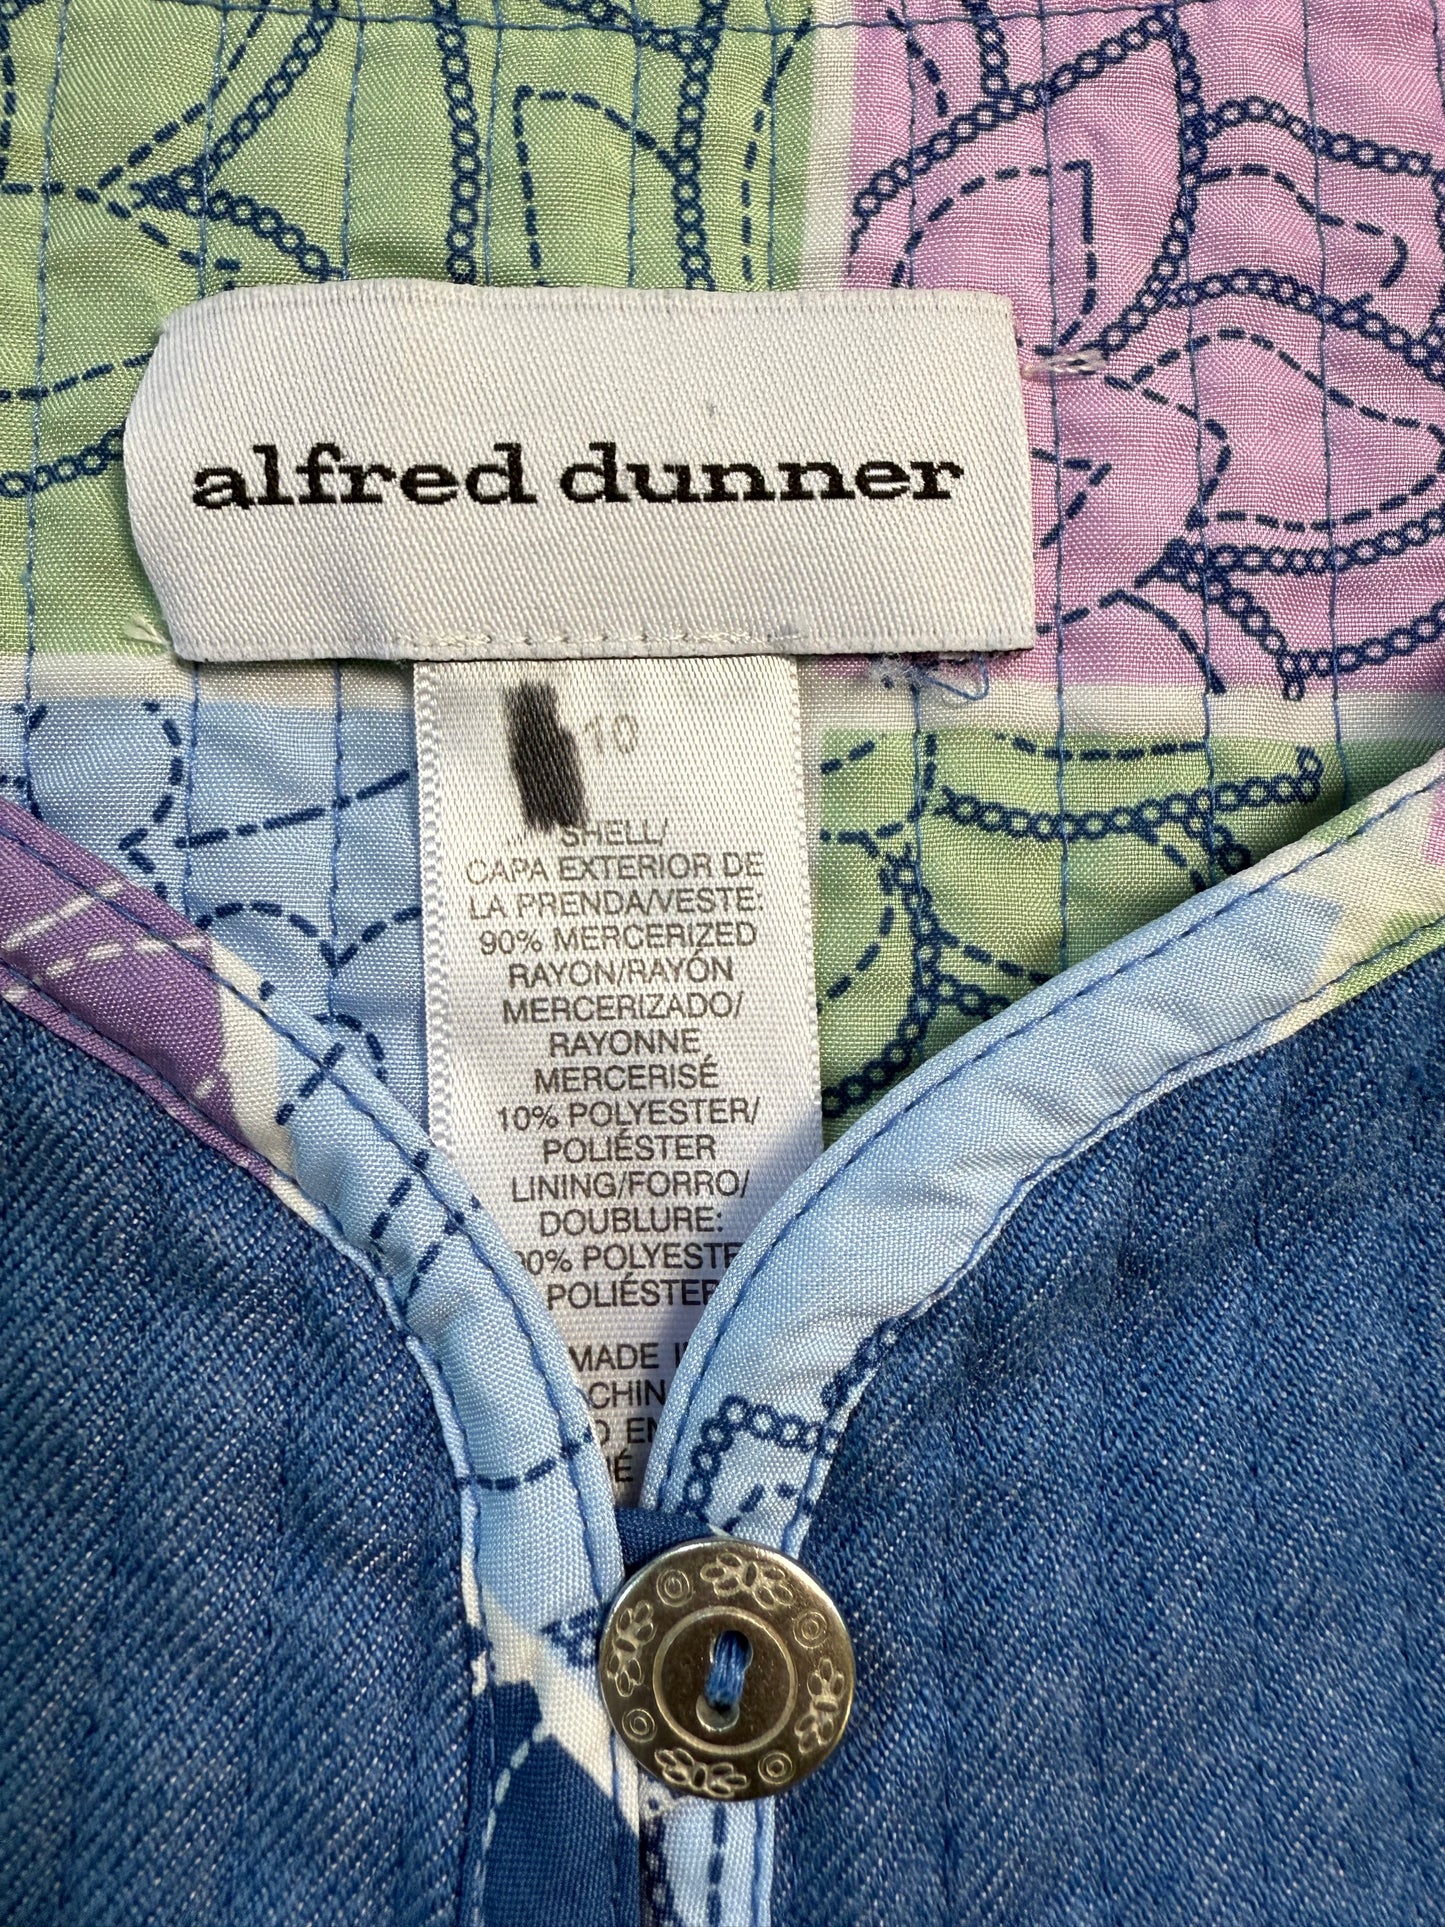 alfred dunner
10
SHELL/
CAPA EXTERIOR DE
LA PRENDA/VESTE:
90% MERCERIZED
RAYON/RAYÓN
MERCERIZADO/
RAYONNE
MERCERISÉ
10% POLYESTER/
POLIÉSTER
LINING/FORRO/
DOUBLURE:
POLIÉSTER
MADE